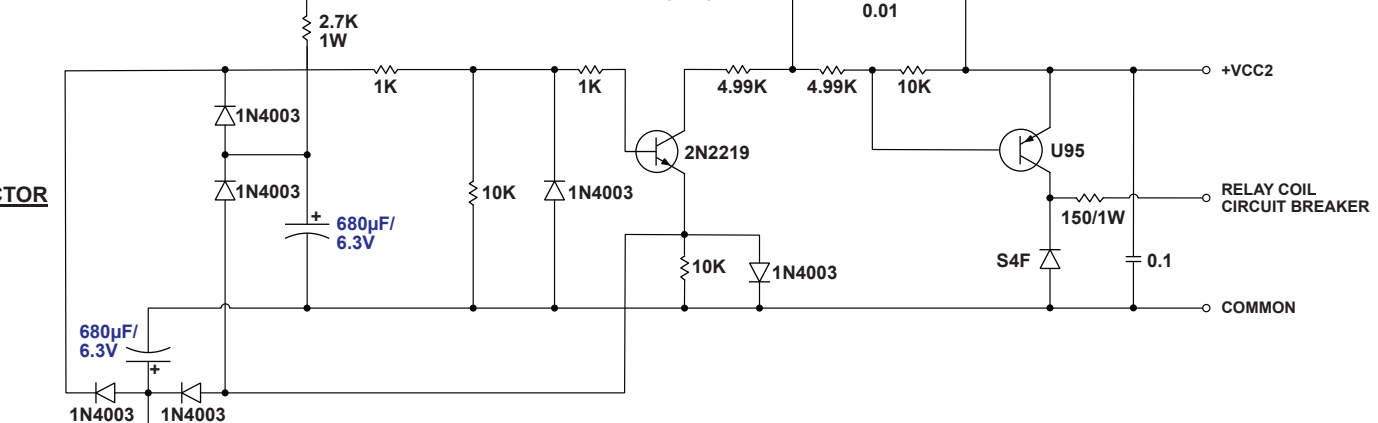 0.01
2.7K
1W
1K
1K
4.99K
4.99K
10K
+VCC2
1N4003
2N2219
U95
1N4003
10K
1N4003
RELAY COIL
CIRCUIT BREAKER
150/1W
680µF/
6.3V
10K
1N4003
S4F
0.1
COMMON
680µF/
6.3V
1N4003
1N4003